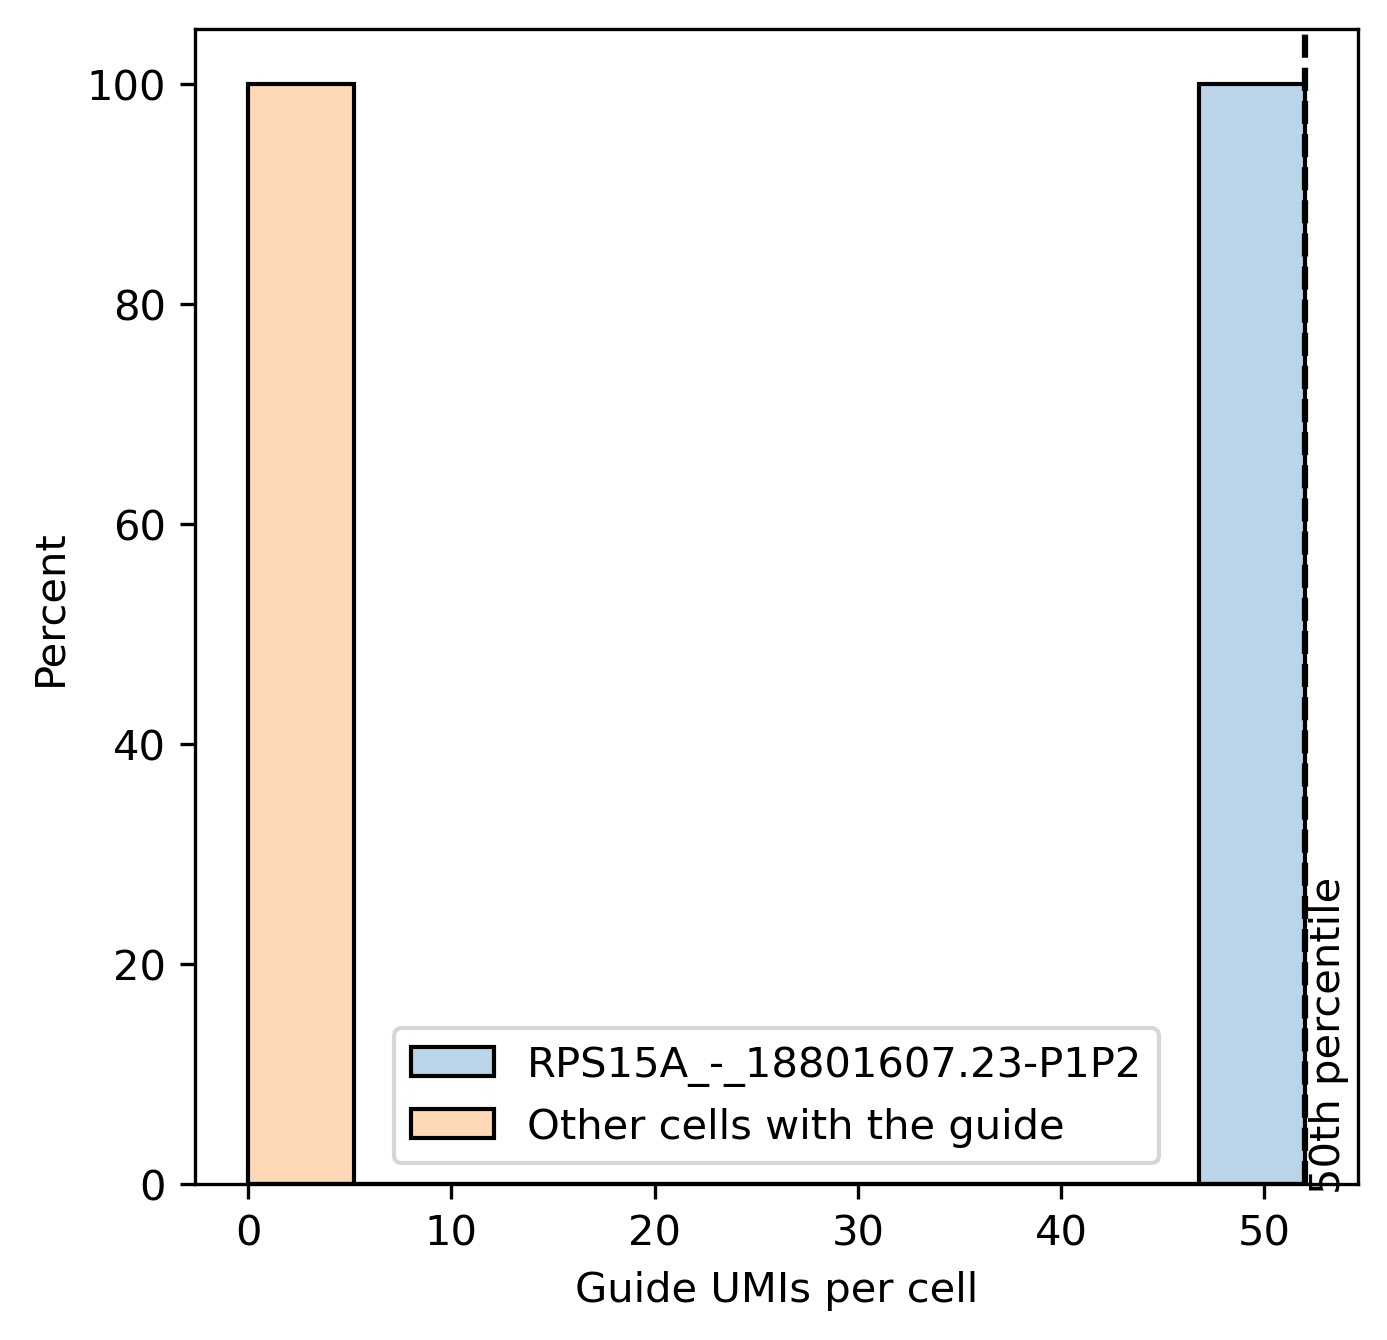 100
80
60
40
20
0
Percent
RPS15A_-_18801607.23-P1P2
Other cells with the guide
50th percentile
0 10 20 30 40 50
Guide UMIs per cell